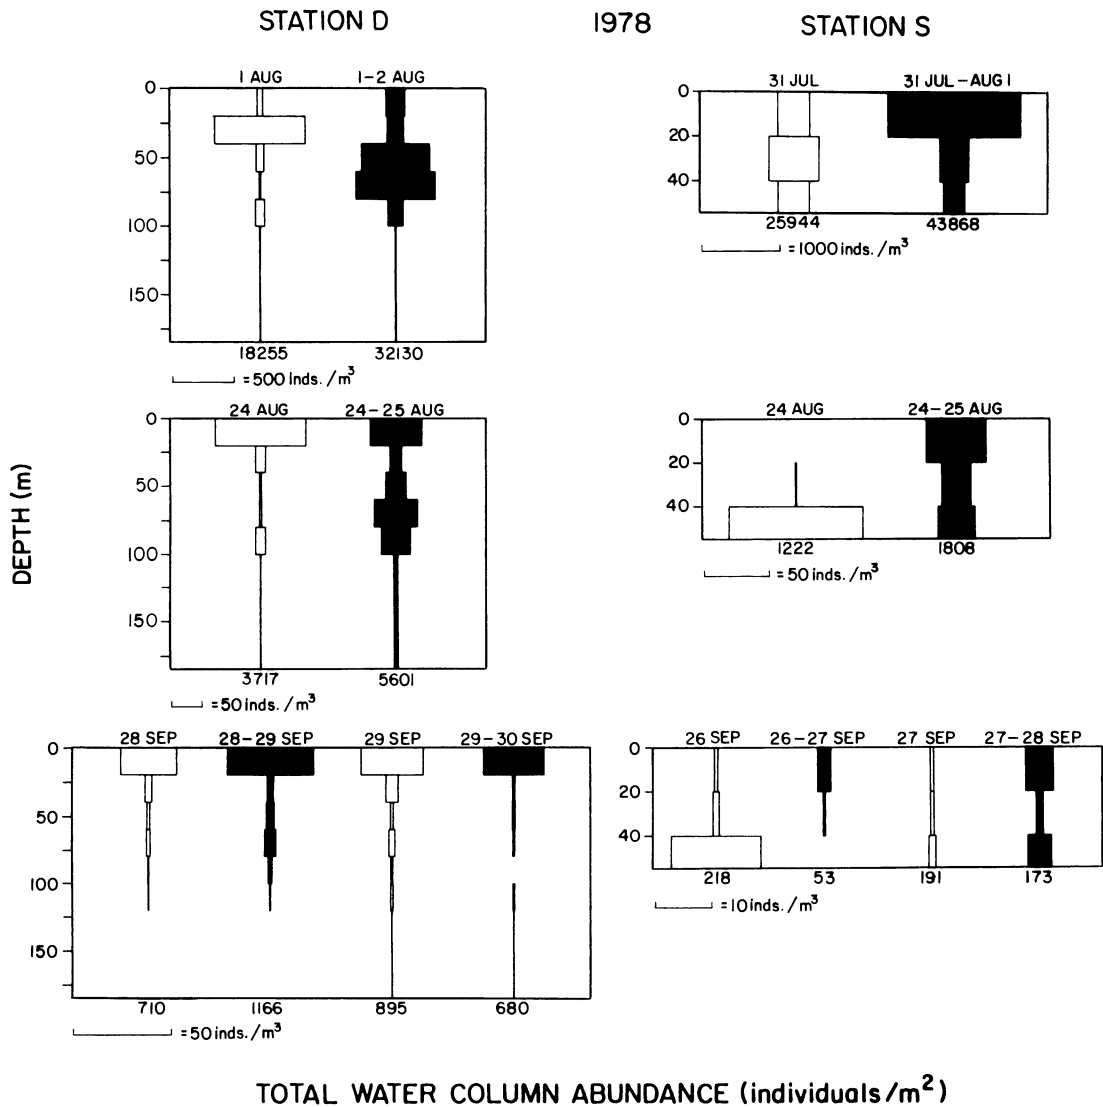 STATION D 1978 STATION S
1 AUG 1-2 AUG
0
50
100
150
18255 32130
= 500 inds. /m³
31 JUL 31 JUL-AUG 1
0
20
40
25944 43868
= 1000 inds. /m³
24 AUG 24-25 AUG
0
50
100
150
3717 5601
= 50 inds. /m³
24 AUG 24-25 AUG
0
20
40
1222 1808
= 50 inds. /m³
DEPTH (m)
28 SEP 28-29 SEP 29 SEP 29-30 SEP
0
50
100
150
710 1166 895 680
= 50 inds. /m³
26 SEP 26-27 SEP 27 SEP 27-28 SEP
0
20
40
218 53 191 173
= 10 inds. /m³
TOTAL WATER COLUMN ABUNDANCE (individuals/m²)